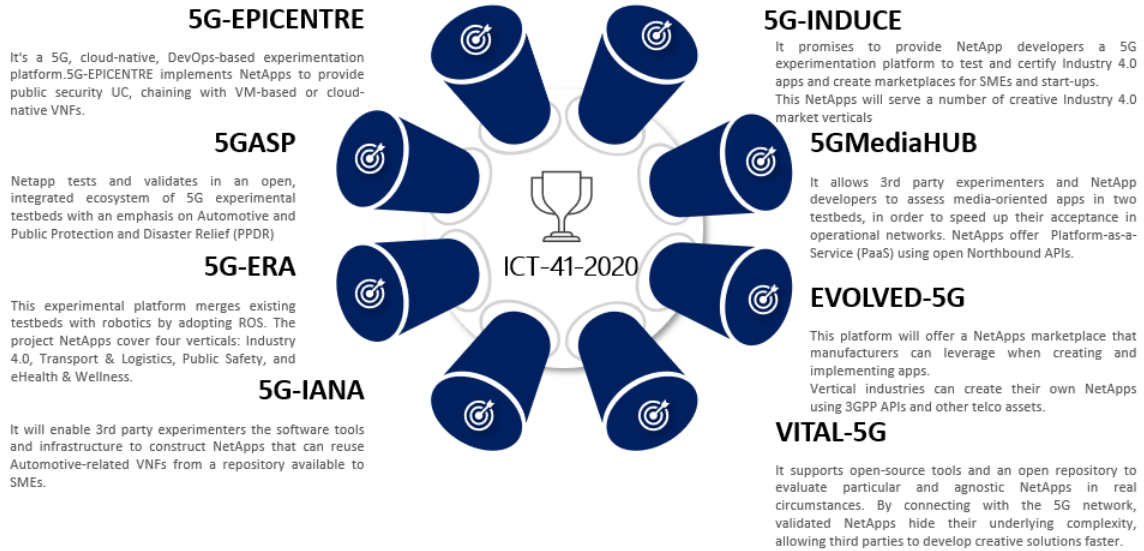 5G-EPICENTRE
It's a 5G, cloud-native, DevOps-based experimentation
platform.5G-EPICENTRE implements NetApps to provide
public security UC, chaining with VM-based or cloud-
native VNFs.
5GASP
Netapp tests and validates in an open,
integrated ecosystem of 5G experimental
testbeds with an emphasis on Automotive and
Public Protection and Disaster Relief (PPDR)
5G-ERA
This experimental platform merges existing
testbeds with robotics by adopting ROS. The
project NetApps cover four verticals: Industry
4.0, Transport & Logistics, Public Safety, and
eHealth & Wellness.
5G-IANA
It will enable 3rd party experimenters the software tools
and infrastructure to construct NetApps that can reuse
Automotive-related VNFs from a repository available to
SMEs.
ICT-41-2020
5G-INDUCE
It promises to provide NetApp developers a 5G
experimentation platform to test and certify Industry 4.0
apps and create marketplaces for SMEs and start-ups.
This NetApps will serve a number of creative Industry 4.0
market verticals
5GMediaHUB
It allows 3rd party experimenters and NetApp
developers to assess media-oriented apps in two
testbeds, in order to speed up their acceptance in
operational networks. NetApps offer Platform-as-a-
Service (PaaS) using open Northbound APIs.
EVOLVED-5G
This platform will offer a NetApps marketplace that
manufacturers can leverage when creating and
implementing apps.
Vertical industries can create their own NetApps
using 3GPP APIs and other telco assets.
VITAL-5G
It supports open-source tools and an open repository to
evaluate particular and agnostic NetApps in real
circumstances. By connecting with the 5G network,
validated NetApps hide their underlying complexity,
allowing third parties to develop creative solutions faster.